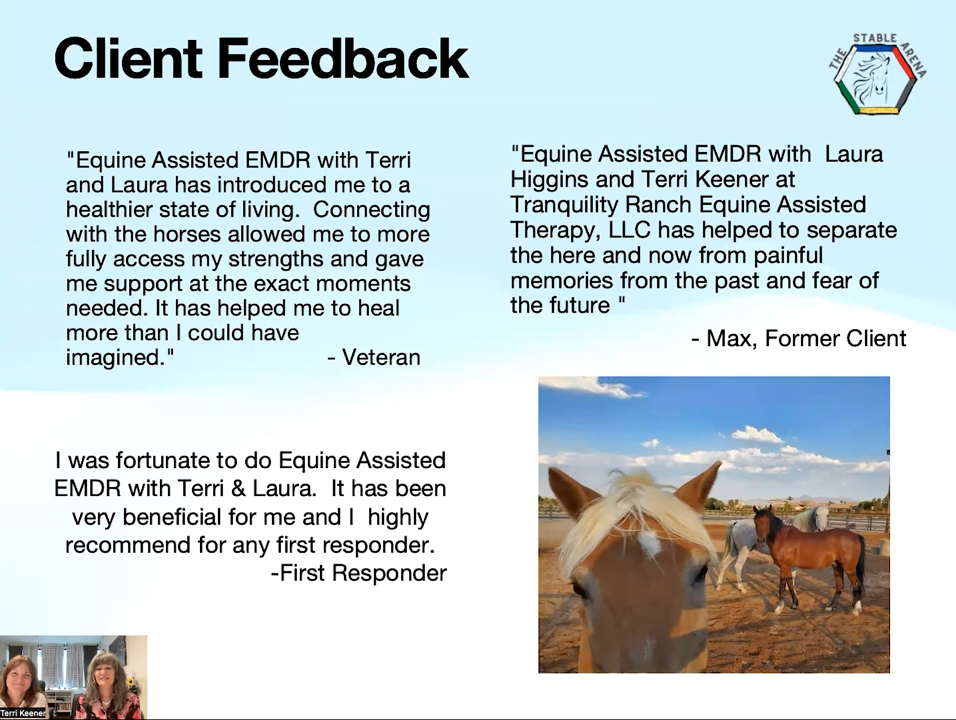 Client Feedback
THE STABLE ARENA
"Equine Assisted EMDR with Terri
and Laura has introduced me to a
healthier state of living.  Connecting
with the horses allowed me to more
fully access my strengths and gave
me support at the exact moments
needed. It has helped me to heal
more than I could have
imagined."                          - Veteran
"Equine Assisted EMDR with  Laura
Higgins and Terri Keener at
Tranquility Ranch Equine Assisted
Therapy, LLC has helped to separate
the here and now from painful
memories from the past and fear of
the future "
- Max, Former Client
I was fortunate to do Equine Assisted
EMDR with Terri & Laura.  It has been
very beneficial for me and I  highly
recommend for any first responder.
-First Responder
Terri Keener